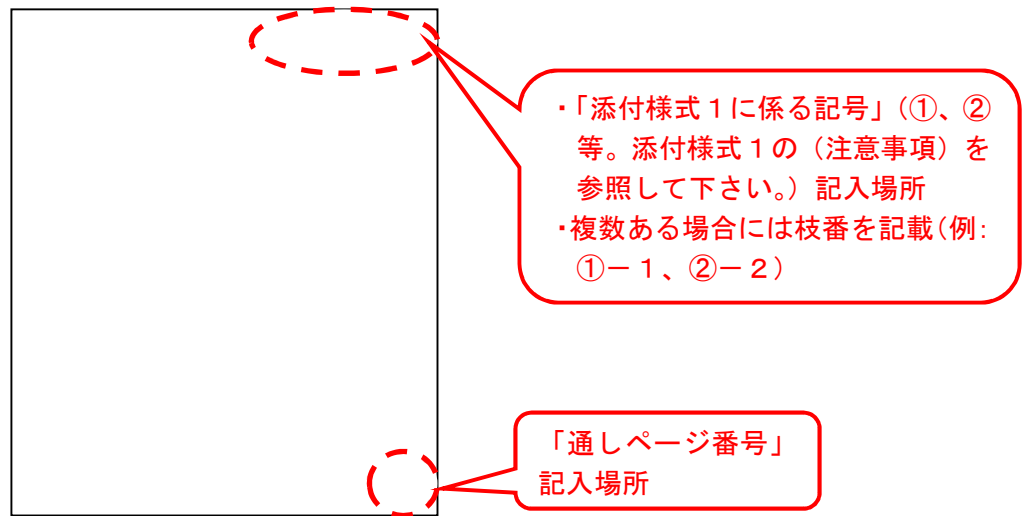 ・「添付様式１に係る記号」（①、②
等。添付様式１の（注意事項）を
参照して下さい。）記入場所
・複数ある場合には枝番を記載（例：
①－１、②－２）
「通しページ番号」
記入場所